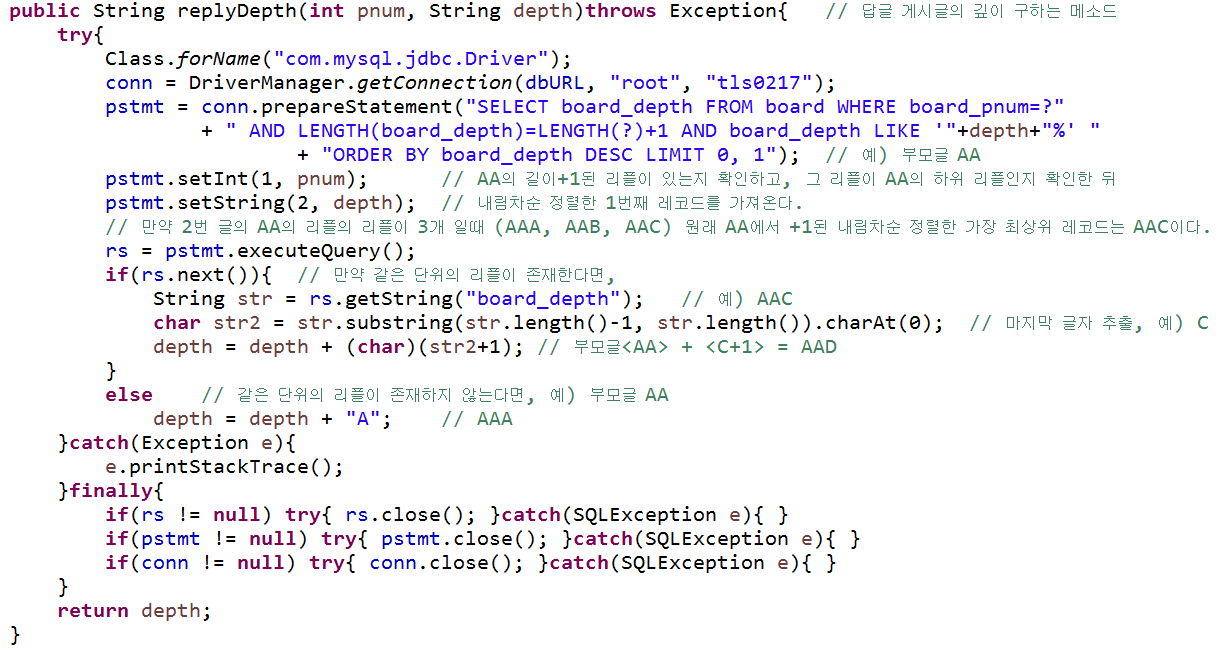 public String replyDepth(int pnum, String depth)throws Exception{   // 답글 게시글의 깊이 구하는 메소드
    try{
        Class.forName("com.mysql.jdbc.Driver");
        conn = DriverManager.getConnection(dbURL, "root", "tls0217");
        pstmt = conn.prepareStatement("SELECT board_depth FROM board WHERE board_pnum=?"
                + " AND LENGTH(board_depth)=LENGTH(?)+1 AND board_depth LIKE '"+depth+"%' "
                        + "ORDER BY board_depth DESC LIMIT 0, 1");  // 예) 부모글 AA
        pstmt.setInt(1, pnum);      // AA의 길이+1된 리플이 있는지 확인하고, 그 리플이 AA의 하위 리플인지 확인한 뒤
        pstmt.setString(2, depth);  // 내림차순 정렬한 1번째 레코드를 가져온다.
        // 만약 2번 글의 AA의 리플의 리플이 3개 일때 (AAA, AAB, AAC) 원래 AA에서 +1된 내림차순 정렬한 가장 최상위 레코드는 AAC이다.
        rs = pstmt.executeQuery();
        if(rs.next()){  // 만약 같은 단위의 리플이 존재한다면,
            String str = rs.getString("board_depth");   // 예) AAC
            char str2 = str.substring(str.length()-1, str.length()).charAt(0);  // 마지막 글자 추출, 예) C
            depth = depth + (char)(str2+1); // 부모글<AA> + <C+1> = AAD
        }
        else    // 같은 단위의 리플이 존재하지 않는다면, 예) 부모글 AA
            depth = depth + "A";    // AAA
    }catch(Exception e){
        e.printStackTrace();
    }finally{
        if(rs != null) try{ rs.close(); }catch(SQLException e){ }
        if(pstmt != null) try{ pstmt.close(); }catch(SQLException e){ }
        if(conn != null) try{ conn.close(); }catch(SQLException e){ }
    }
    return depth;
}